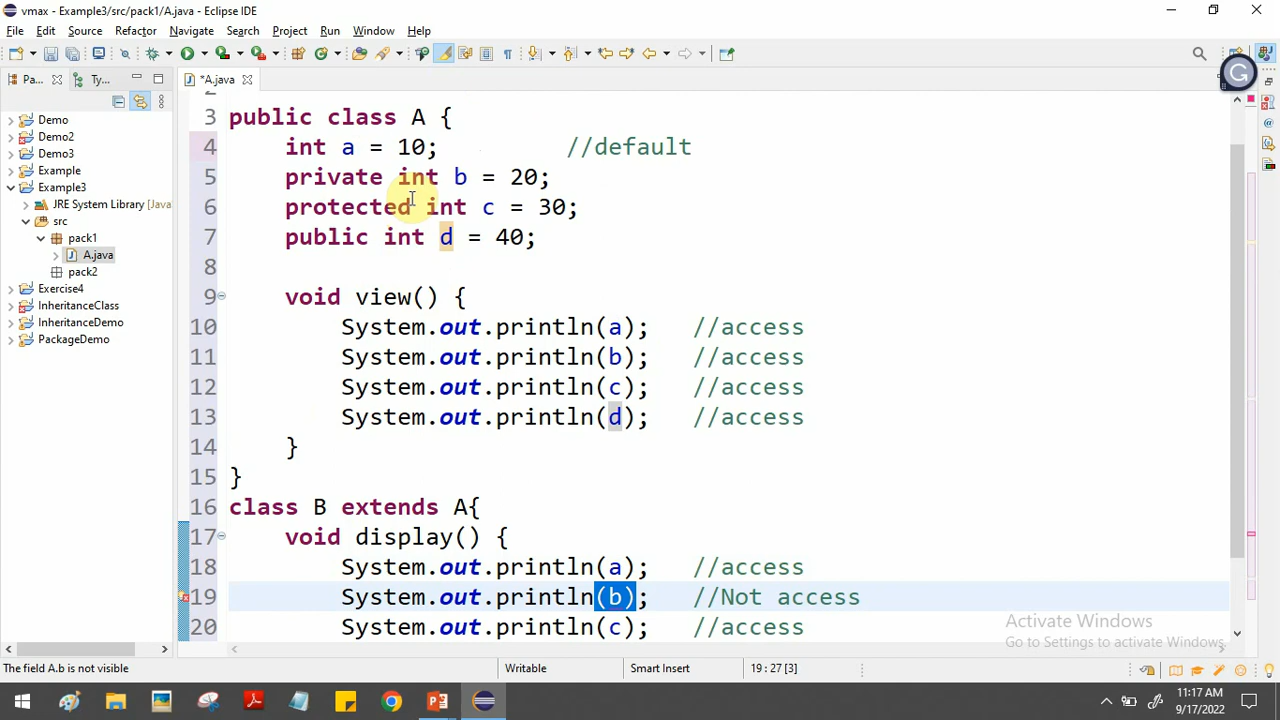 vmax - Example3/src/pack1/A.java - Eclipse IDE
File Edit Source Refactor Navigate Search Project Run Window Help
Pa... Ty... *A.java
Demo
Demo2
Demo3
Example
Example3
JRE System Library [Java
src
pack1
A.java
pack2
Exercise4
InheritanceClass
InheritanceDemo
PackageDemo
3 public class A {
4 int a = 10; //default
5 private int b = 20;
6 protected int c = 30;
7 public int d = 40;
8
9 void view() {
10 System.out.println(a); //access
11 System.out.println(b); //access
12 System.out.println(c); //access
13 System.out.println(d); //access
14 }
15 }
16 class B extends A{
17 void display() {
18 System.out.println(a); //access
19 System.out.println(b); //Not access
20 System.out.println(c); //access
Activate Windows
Go to Settings to activate Windows.
The field A.b is not visible Writable Smart Insert 19 : 27 [3]
11:17 AM
9/17/2022